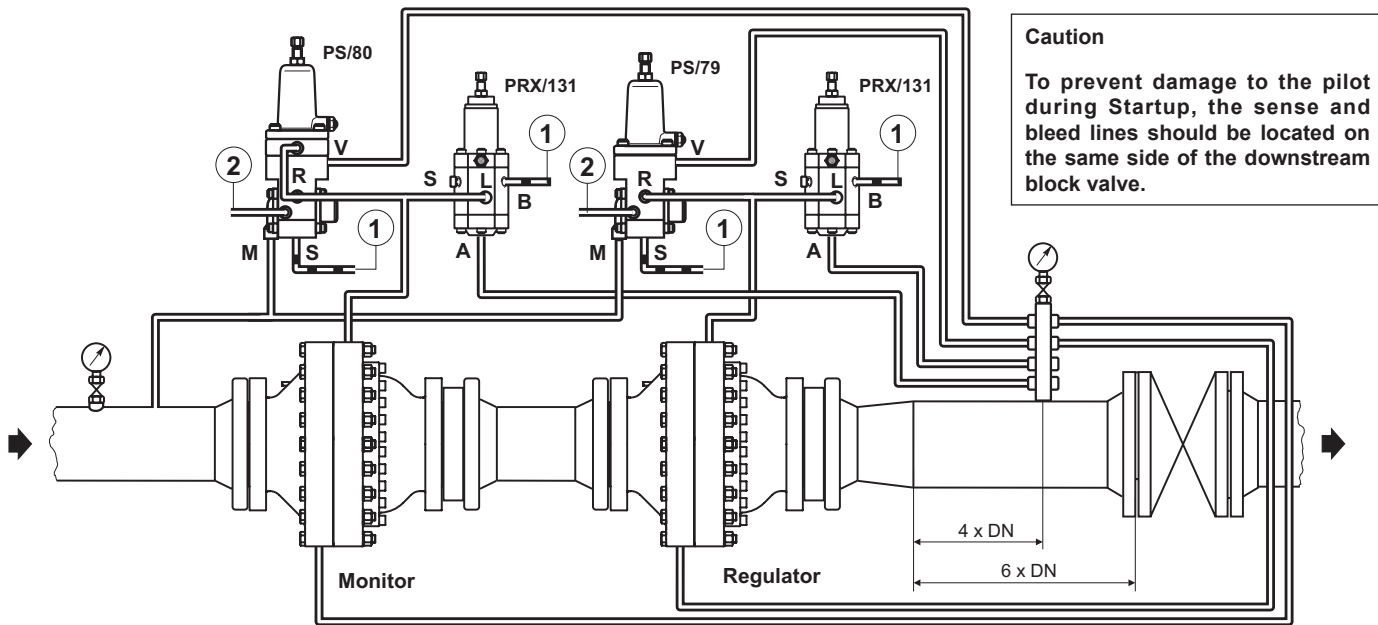 PS/80
PRX/131
PS/79
PRX/131
Caution
To prevent damage to the pilot
during Startup, the sense and
bleed lines should be located on
the same side of the downstream
block valve.
V
1
1
2
R
S
L
B
2
R
S
L
B
M
S
1
A
M
S
1
A
4 x DN
6 x DN
Monitor
Regulator